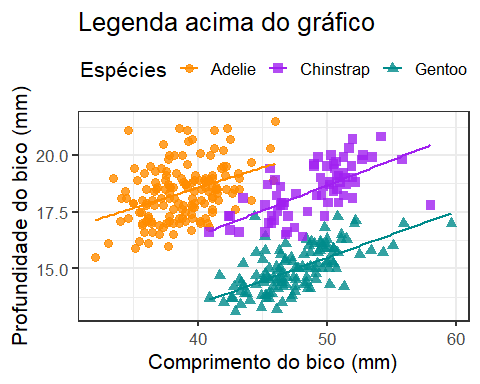 Legenda acima do gráfico
Espécies Adelie Chinstrap Gentoo
Profundidade do bico (mm)
20.0
17.5
15.0
40 50 60
Comprimento do bico (mm)